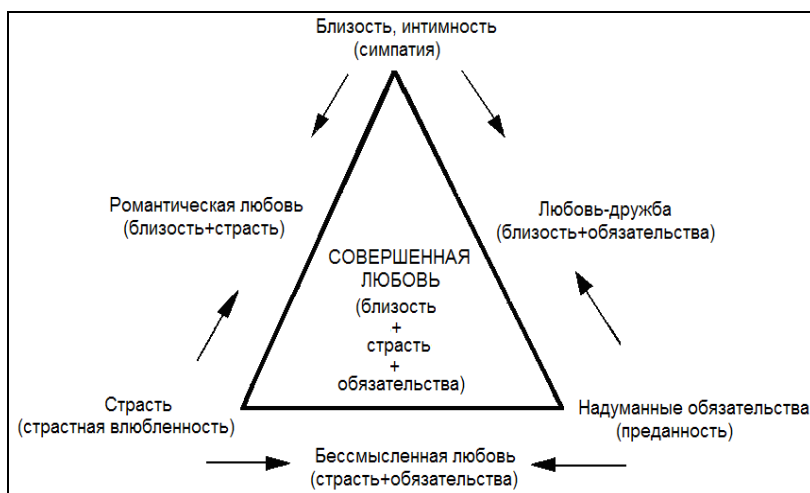 Близость, интимность
(симпатия)
Романтическая любовь
(близость+страсть)
Любовь-дружба
(близость+обязательства)
СОВЕРШЕННАЯ
ЛЮБОВЬ
(близость
+
страсть
+
обязательства)
Страсть
(страстная влюбленность)
Надуманные обязательства
(преданность)
Бессмысленная любовь
(страсть+обязательства)